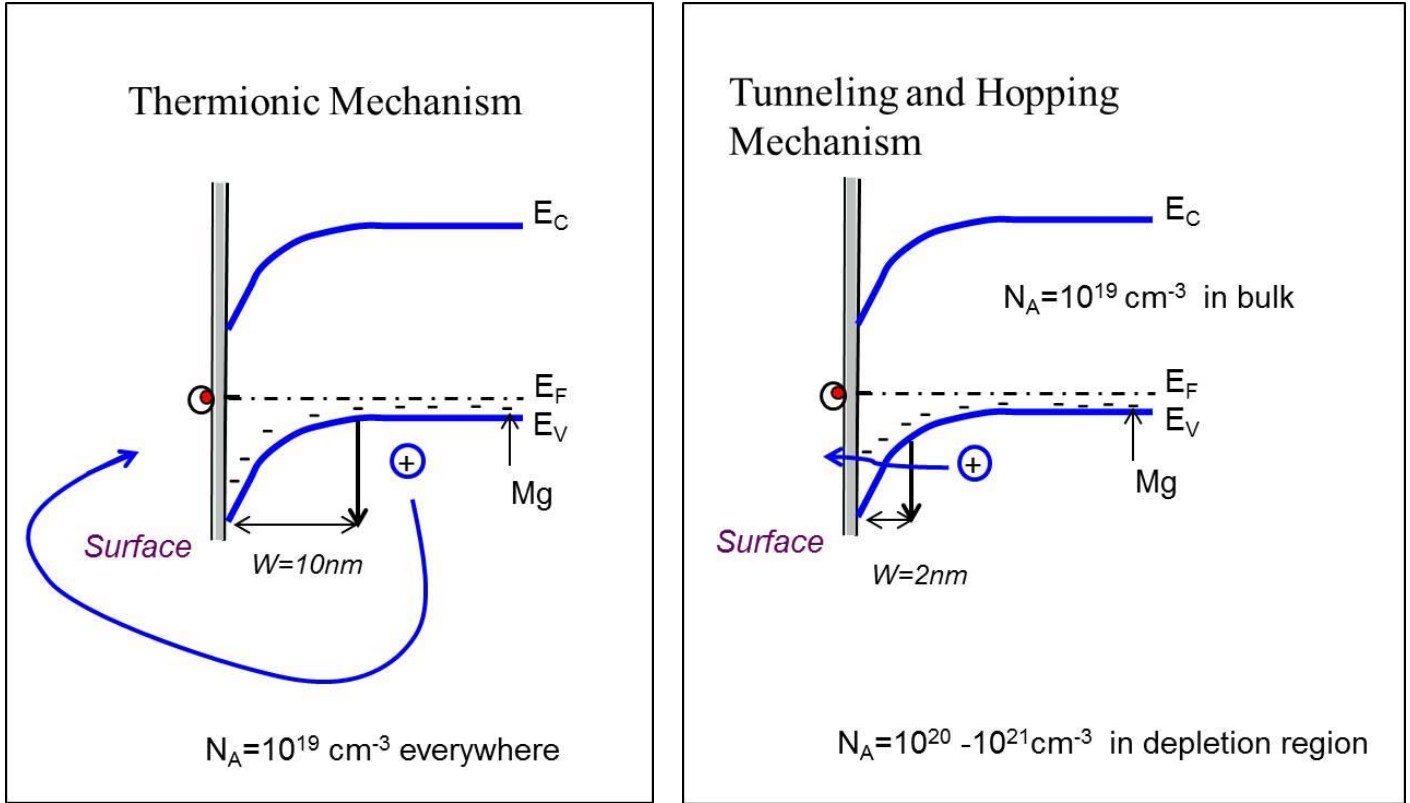 Thermionic Mechanism
E_C
E_F
E_V
+
Mg
Surface
W=10nm
N_A=10^19 cm^-3 everywhere
Tunneling and Hopping
Mechanism
E_C
N_A=10^19 cm^-3 in bulk
E_F
E_V
+
Mg
Surface
W=2nm
N_A=10^20 -10^21cm^-3 in depletion region